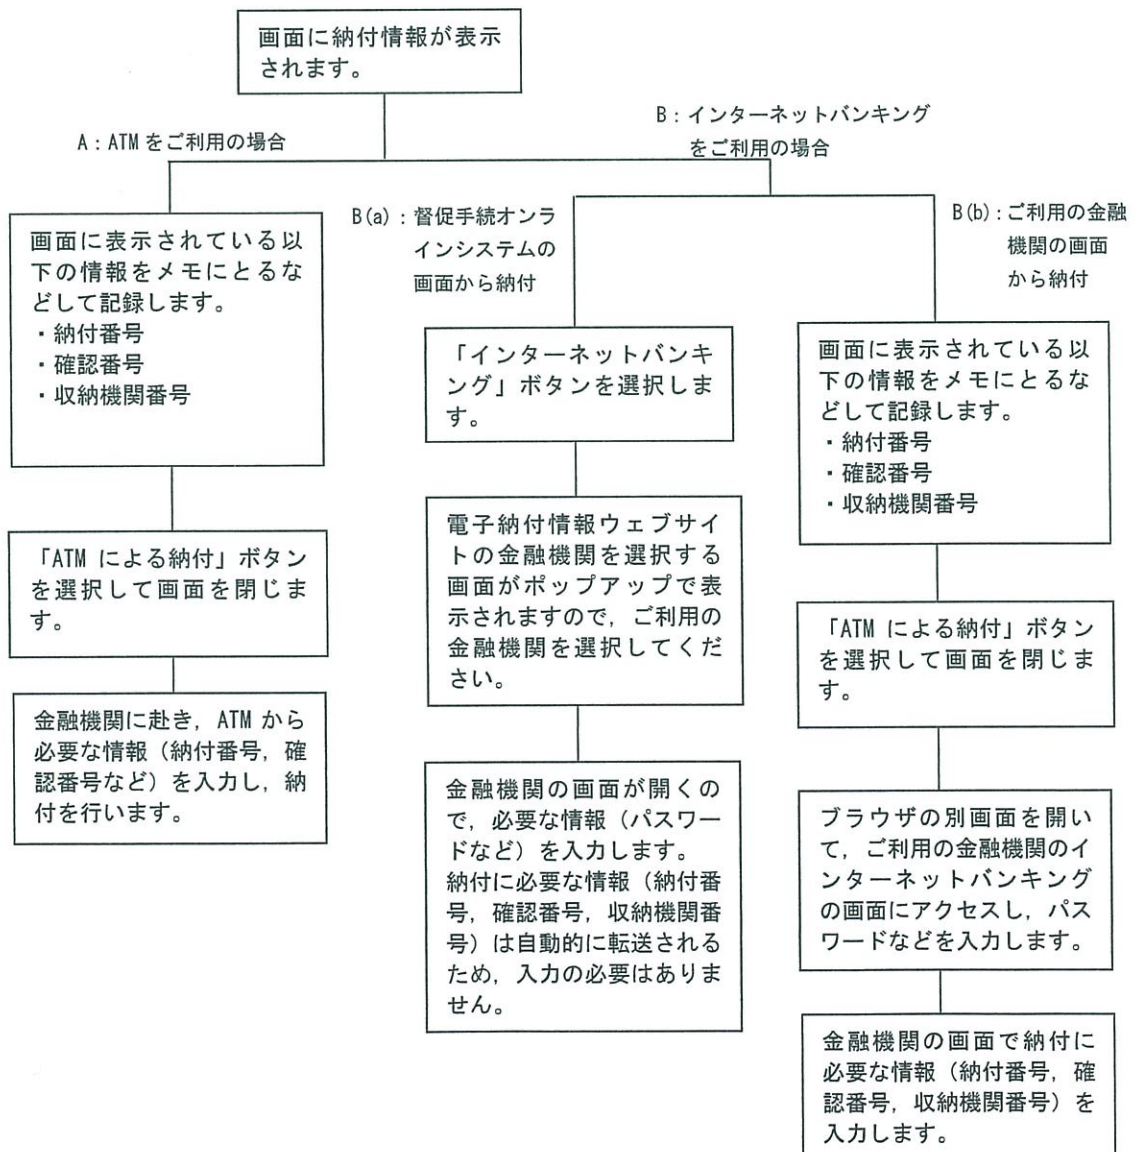 画面に納付情報が表示
されます。
A:ATMをご利用の場合
B:インターネットバンキング
をご利用の場合
画面に表示されている以
下の情報をメモにとるな
どして記録します。
・納付番号
・確認番号
・収納機関番号
「ATM による納付」ボタン
を選択して画面を閉じま
す。
金融機関に赴き，ATM から
必要な情報（納付番号，確
認番号など）を入力し，納
付を行います。
B(a):督促手続オンラ
インシステムの
画面から納付
「インターネットバンキ
ング」ボタンを選択しま
す。
電子納付情報ウェブサイ
トの金融機関を選択する
画面がポップアップで表
示されますので，ご利用の
金融機関を選択してくだ
さい。
金融機関の画面が開くの
で，必要な情報（パスワー
ドなど）を入力します。
納付に必要な情報（納付番
号，確認番号，収納機関番
号）は自動的に転送される
ため，入力の必要はありま
せん。
B(b):ご利用の金融
機関の画面
から納付
画面に表示されている以
下の情報をメモにとるな
どして記録します。
・納付番号
・確認番号
・収納機関番号
「ATM による納付」ボタン
を選択して画面を閉じま
す。
ブラウザの別画面を開い
て，ご利用の金融機関のイ
ンターネットバンキング
の画面にアクセスし，パス
ワードなどを入力します。
金融機関の画面で納付に
必要な情報（納付番号，確
認番号，収納機関番号）を
入力します。